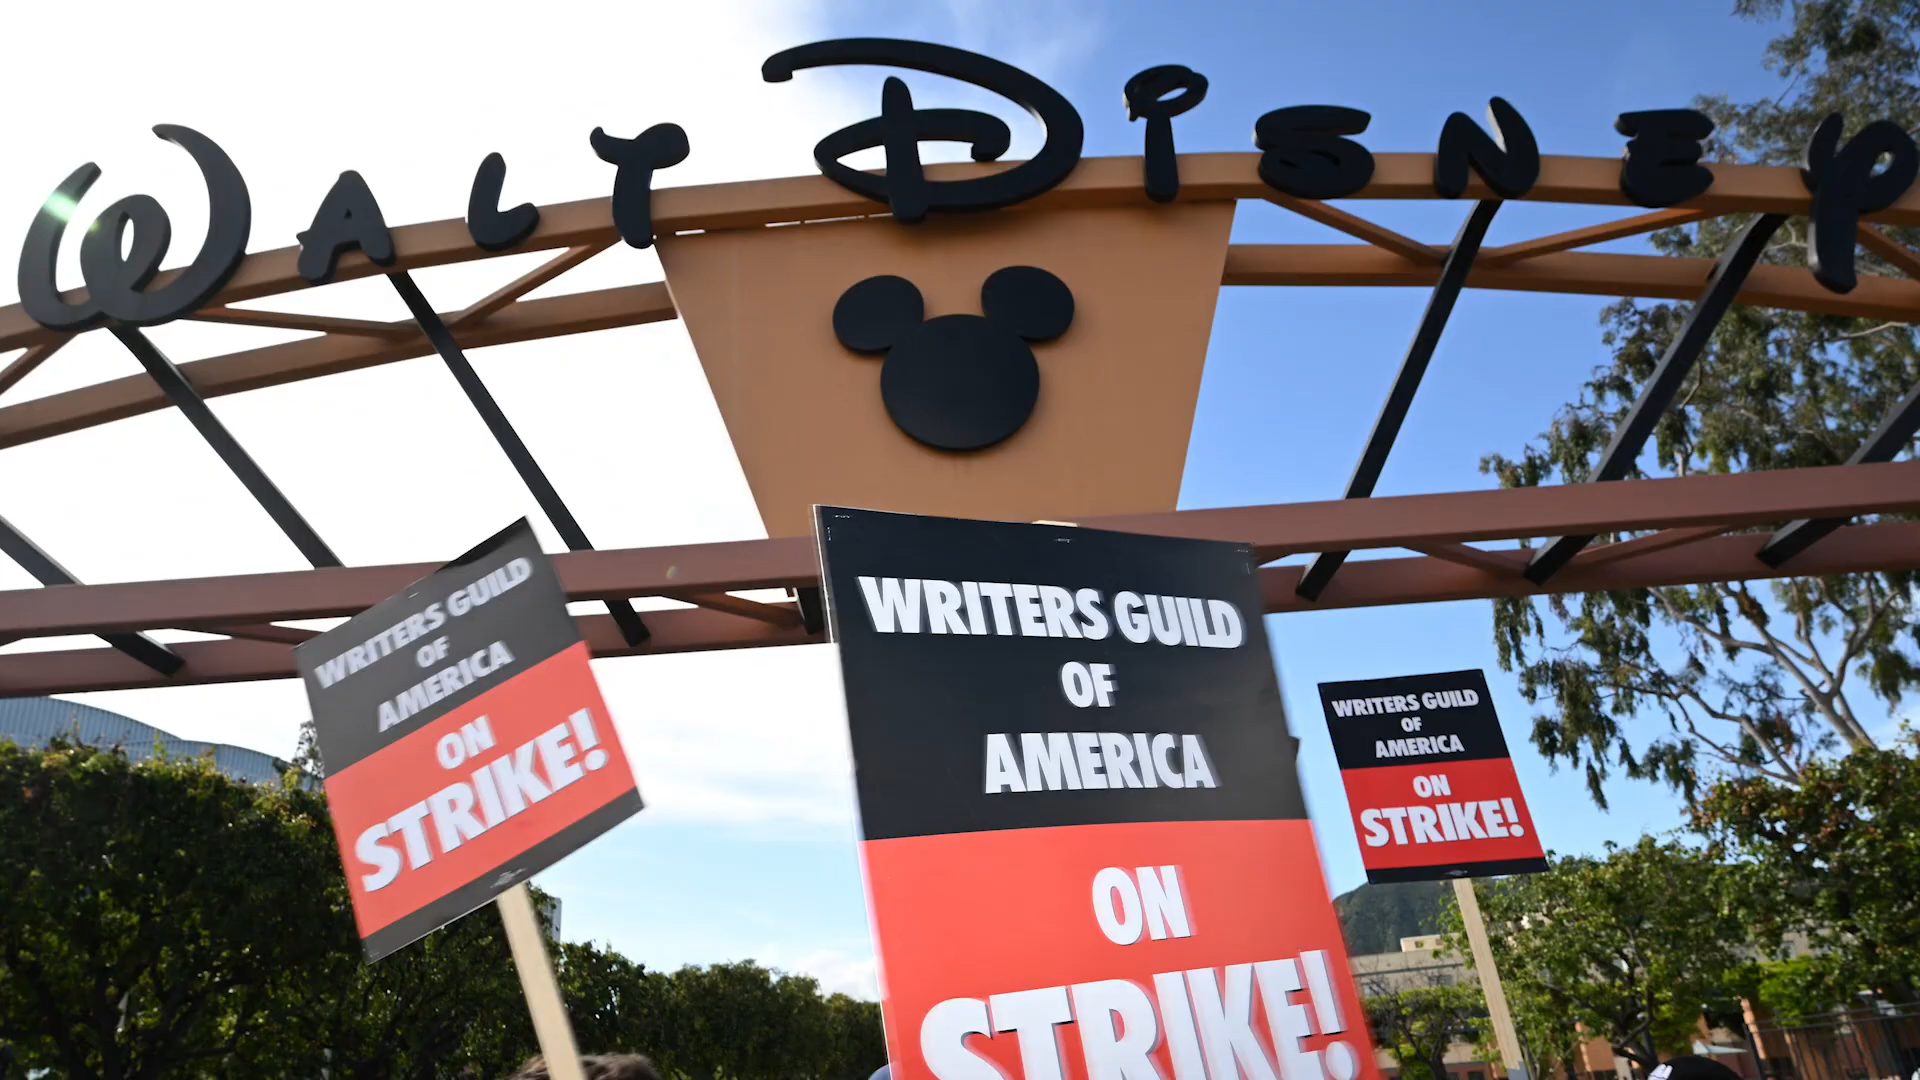 WALT DISNEY
WRITERS GUILD
OF
AMERICA
ON
STRIKE!
WRITERS GUILD
OF
AMERICA
ON
STRIKE!
WRITERS GUILD
OF
AMERICA
ON
STRIKE!